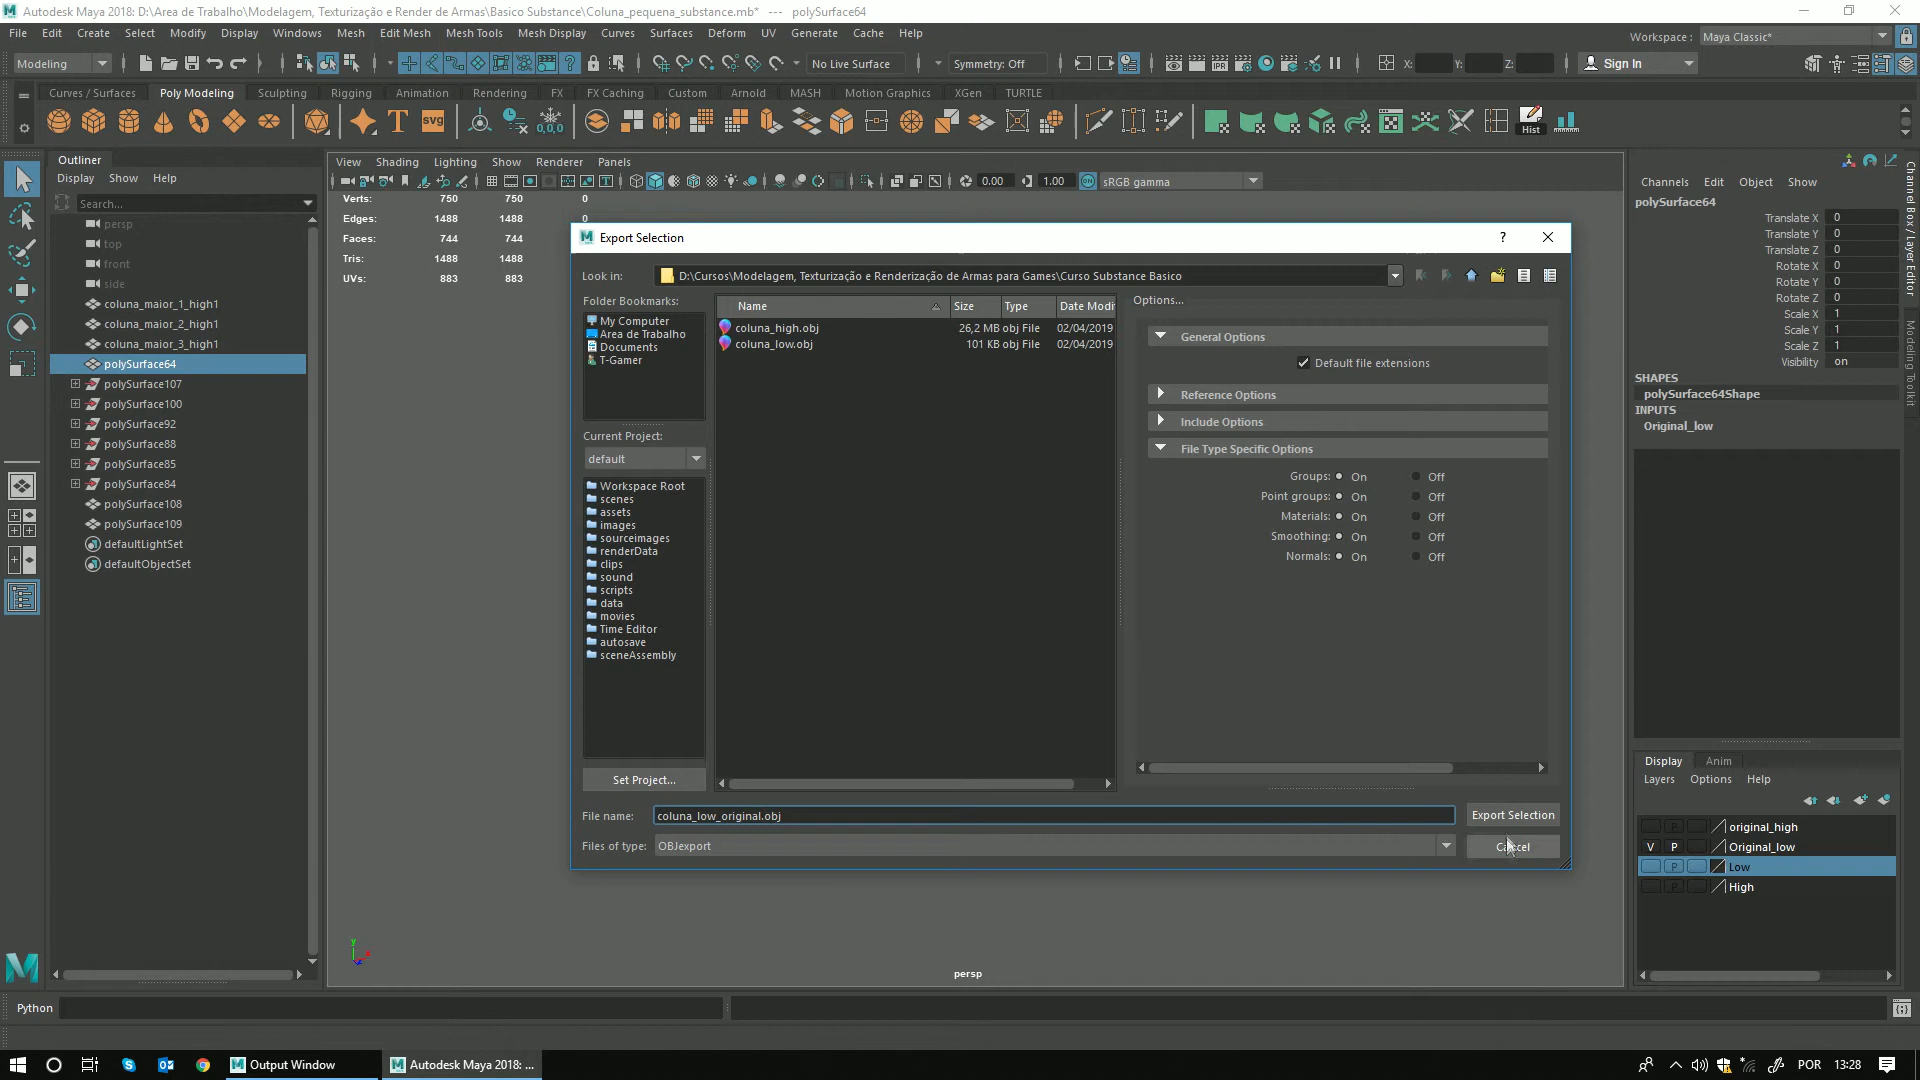 Autodesk Maya 2018: D:\Area de Trabalho\Modelagem, Texturização e Render de Armas\Basico Substance\Coluna_pequena_substance.mb* --- polySurface64
File Edit Create Select Modify Display Windows Mesh Edit Mesh Mesh Tools Mesh Display Curves Surfaces Deform UV Generate Cache Help
Workspace : Maya Classic*
Modeling No Live Surface Symmetry: Off X: Y: Z: Sign In
Curves / Surfaces Poly Modeling Sculpting Rigging Animation Rendering FX FX Caching Custom Arnold MASH Motion Graphics XGen TURTLE
T svg 0,0,0 IPR Hist
Outliner
Display Show Help
Search...
persp
top
front
side
coluna_maior_1_high1
coluna_maior_2_high1
coluna_maior_3_high1
polySurface64
polySurface107
polySurface100
polySurface92
polySurface88
polySurface85
polySurface84
polySurface108
polySurface109
defaultLightSet
defaultObjectSet
View Shading Lighting Show Renderer Panels
0.00 1.00 ON sRGB gamma
Verts: 750 750 0
Edges: 1488 1488 0
Faces: 744 744
Tris: 1488 1488
UVs: 883 883
Export Selection ?
Look in: D:\Cursos\Modelagem, Texturização e Renderização de Armas para Games\Curso Substance Basico
Folder Bookmarks:
My Computer
Area de Trabalho
Documents
T-Gamer
Current Project:
default
Workspace Root
scenes
assets
images
sourceimages
renderData
clips
sound
scripts
data
movies
Time Editor
autosave
sceneAssembly
Set Project...
Name Size Type Date Modi
coluna_high.obj 26,2 MB obj File 02/04/2019
coluna_low.obj 101 KB obj File 02/04/2019
Options...
General Options
Default file extensions
Reference Options
Include Options
File Type Specific Options
Groups: On Off
Point groups: On Off
Materials: On Off
Smoothing: On Off
Normals: On Off
File name: coluna_low_original.obj Export Selection
Files of type: OBJexport Cancel
y
persp
Channels Edit Object Show
polySurface64
Translate X 0
Translate Y 0
Translate Z 0
Rotate X 0
Rotate Y 0
Rotate Z 0
Scale X 1
Scale Y 1
Scale Z 1
Visibility on
SHAPES
polySurface64Shape
INPUTS
Original_low
Channel Box / Layer Editor
Modeling Toolkit
Display Anim
Layers Options Help
P original_high
V P Original_low
P Low
P High
Python
Output Window Autodesk Maya 2018: ... POR 13:28